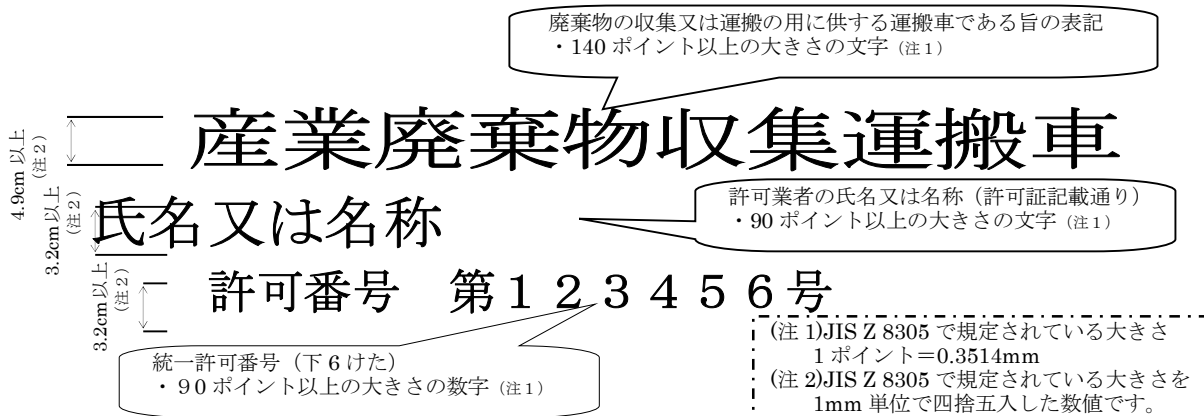 廃棄物の収集又は運搬の用に供する運搬車である旨の表記
・140 ポイント以上の大きさの文字 (注1)
産業廃棄物収集運搬車
4.9cm 以上
(注2)
許可業者の氏名又は名称（許可証記載通り）
・90 ポイント以上の大きさの文字 (注1)
氏名又は名称
3.2cm 以上
(注2)
許可番号　第１２３４５６号
3.2cm 以上
(注2)
統一許可番号（下 6 けた）
・９０ポイント以上の大きさの数字 (注1)
(注 1)JIS Z 8305 で規定されている大きさ
1 ポイント＝0.3514mm
(注 2)JIS Z 8305 で規定されている大きさを
1mm 単位で四捨五入した数値です。